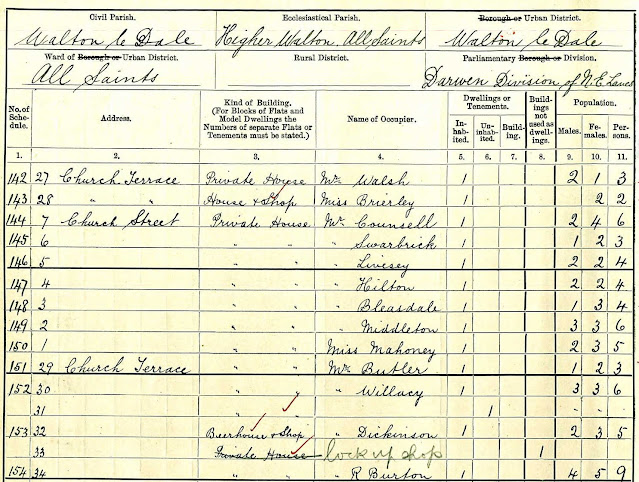 Civil Parish. Ecclesiastical Parish. Borough or Urban District.
Walton le Dale Higher Walton, All Saints Walton le Dale
Ward of Borough or Urban District. Rural District. Parliamentary Borough or Division.
All Saints Darwen Division of N.E. Lancs
No. of Schedule. Address. Kind of Building, (For Blocks of Flats and Model Dwellings the Numbers of separate Flats or Tenements must be stated.) Name of Occupier. Dwellings or Tenements. Inhabited. Uninhabited. Building. Buildings not used as dwellings. Population. Males. Females. Persons.
1. 2. 3. 4. 5. 6. 7. 8. 9. 10. 11.
142 27 Church Terrace Private House Mr Walsh 1 2 1 3
143 28 " " House & Shop Miss Brierley 1 2 2
144 7 Church Street Private House Mr Counsell 1 2 4 6
145 6 " " " Swarbrick 1 1 2 3
146 5 " " " Livesey 1 2 2 4
147 4 " " " Hilton 1 2 2 4
148 3 " " " Bleasdale 1 1 3 4
149 2 " " " Middleton 1 3 3 6
150 1 " " Miss Mahoney 1 2 3 5
151 29 Church Terrace " " Mr Butler 1 1 2 3
152 30 " " " Willacy 1 3 3 6
31 " " 1 - - -
153 32 Beerhouse & Shop " Dickinson 1 2 3 5
33 Private House lock up shop 1
154 34 " " " R Burton 1 4 5 9